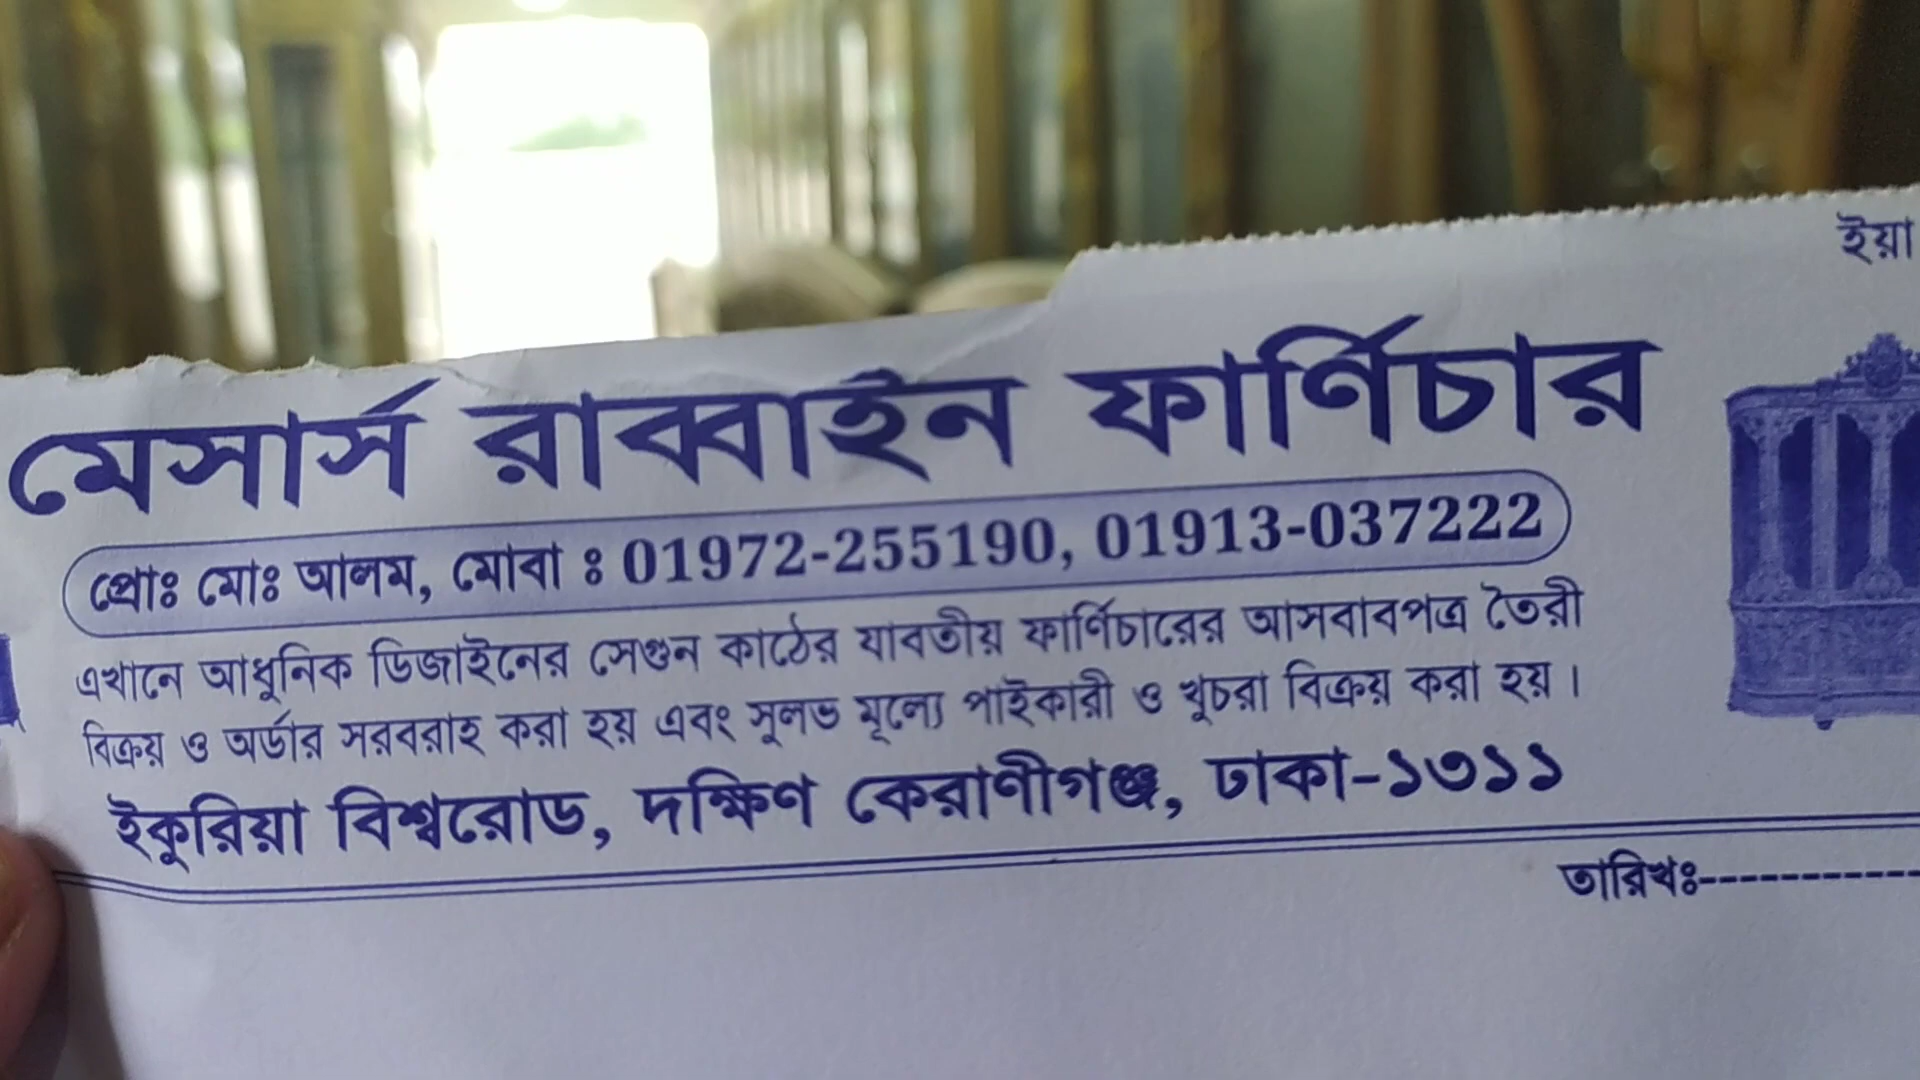 ইয়া
মেসার্স রাব্বাইন ফার্ণিচার
প্রোঃ মোঃ আলম, মোবা : 01972-255190, 01913-037222
এখানে আধুনিক ডিজাইনের সেগুন কাঠের যাবতীয় ফার্ণিচারের আসবাবপত্র তৈরী
বিক্রয় ও অর্ডার সরবরাহ করা হয় এবং সুলভ মূল্যে পাইকারী ও খুচরা বিক্রয় করা হয়।
ইকুরিয়া বিশ্বরোড, দক্ষিণ কেরাণীগঞ্জ, ঢাকা-১৩১১
তারিখঃ-----------